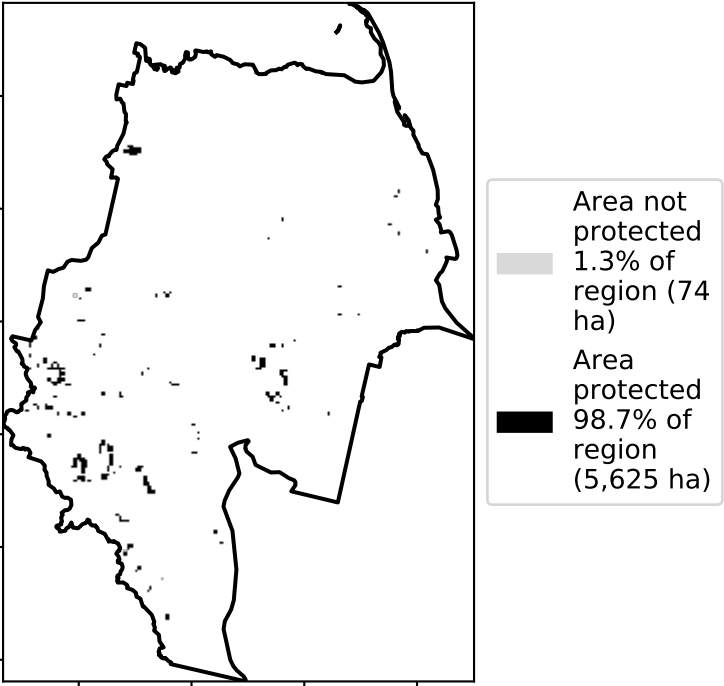 Area not
protected
1.3% of
region (74
ha)
Area
protected
98.7% of
region
(5,625 ha)